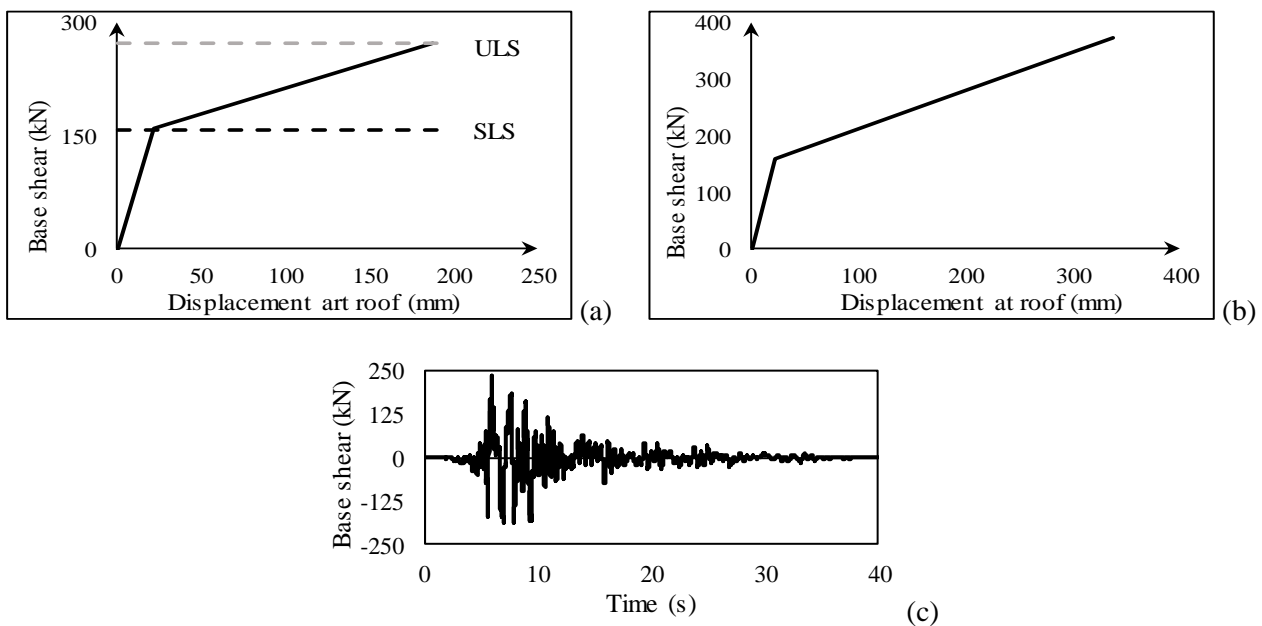 300
150
0
Base shear (kN)
ULS
SLS
0 50 100 150 200 250
Displacement art roof (mm)
(a)
400
300
200
100
0
Base shear (kN)
0 100 200 300 400
Displacement at roof (mm)
(b)
250
125
0
-125
-250
Base shear (kN)
0 10 20 30 40
Time (s)
(c)